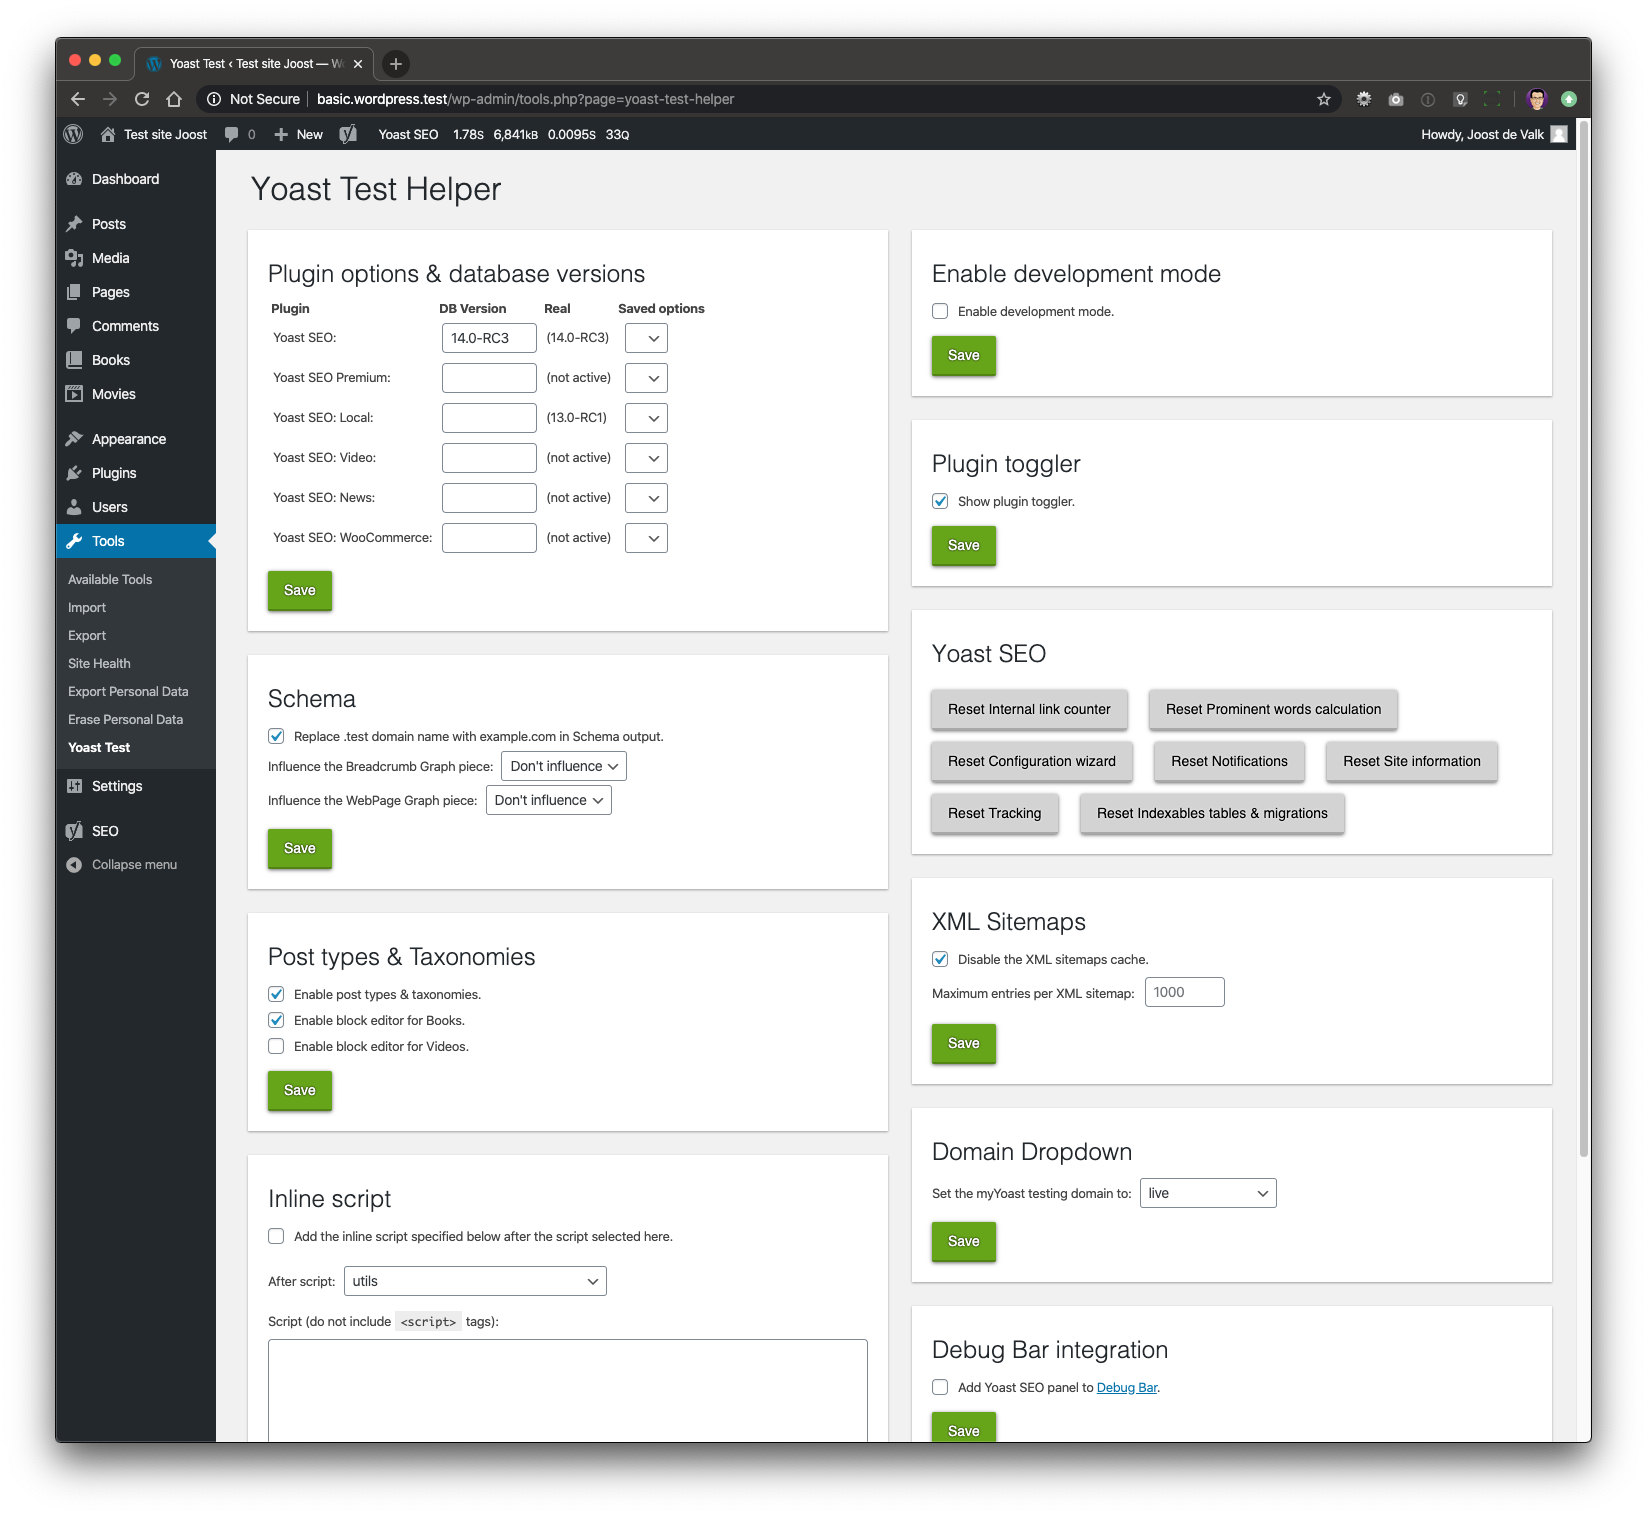 Yoast Test ‹ Test site Joost — W
Not Secure basic.wordpress.test/wp-admin/tools.php?page=yoast-test-helper
Test site Joost 0 New Yoast SEO 1.78S 6,841KB 0.0095S 33Q Howdy, Joost de Valk
Dashboard
Posts
Media
Pages
Comments
Books
Movies
Appearance
Plugins
Users
Tools
Available Tools
Import
Export
Site Health
Export Personal Data
Erase Personal Data
Yoast Test
Settings
SEO
Collapse menu
Yoast Test Helper
Plugin options & database versions
Plugin DB Version Real Saved options
Yoast SEO: 14.0-RC3 (14.0-RC3)
Yoast SEO Premium: (not active)
Yoast SEO: Local: (13.0-RC1)
Yoast SEO: Video: (not active)
Yoast SEO: News: (not active)
Yoast SEO: WooCommerce: (not active)
Save
Schema
Replace .test domain name with example.com in Schema output.
Influence the Breadcrumb Graph piece: Don't influence
Influence the WebPage Graph piece: Don't influence
Save
Post types & Taxonomies
Enable post types & taxonomies.
Enable block editor for Books.
Enable block editor for Videos.
Save
Inline script
Add the inline script specified below after the script selected here.
After script: utils
Script (do not include <script> tags):
Enable development mode
Enable development mode.
Save
Plugin toggler
Show plugin toggler.
Save
Yoast SEO
Reset Internal link counter Reset Prominent words calculation
Reset Configuration wizard Reset Notifications Reset Site information
Reset Tracking Reset Indexables tables & migrations
XML Sitemaps
Disable the XML sitemaps cache.
Maximum entries per XML sitemap: 1000
Save
Domain Dropdown
Set the myYoast testing domain to: live
Save
Debug Bar integration
Add Yoast SEO panel to Debug Bar.
Save